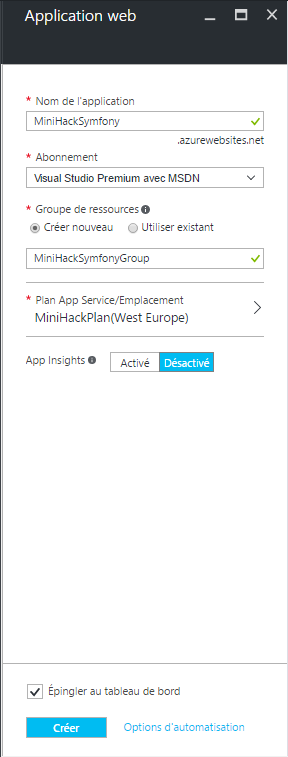 Application web
* Nom de l'application
MiniHackSymfony
.azurewebsites.net
* Abonnement
Visual Studio Premium avec MSDN
* Groupe de ressources
Créer nouveau Utiliser existant
MiniHackSymfonyGroup
* Plan App Service/Emplacement
MiniHackPlan(West Europe)
App Insights Activé Désactivé
Épingler au tableau de bord
Créer Options d'automatisation